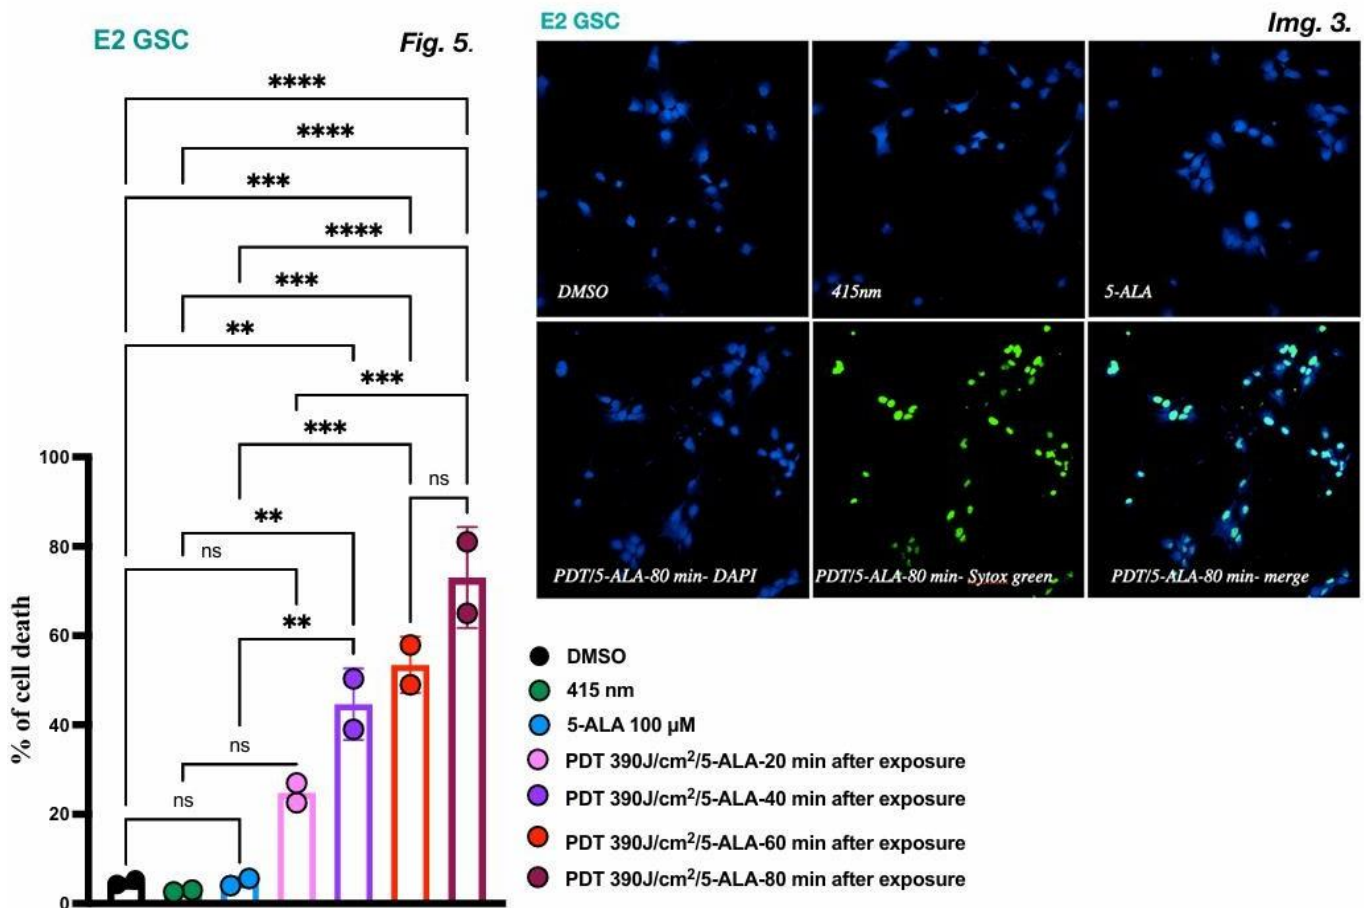 E2 GSC
Fig. 5.
****
****
***
****
***
**
***
***
ns
**
ns
**
ns
ns
100
80
60
40
20
0
% of cell death
E2 GSC
Img. 3.
DMSO
415nm
5-ALA
PDT/5-ALA-80 min- DAPI
PDT/5-ALA-80 min- Sytox green
PDT/5-ALA-80 min- merge
DMSO
415 nm
5-ALA 100 µM
PDT 390J/cm²/5-ALA-20 min after exposure
PDT 390J/cm²/5-ALA-40 min after exposure
PDT 390J/cm²/5-ALA-60 min after exposure
PDT 390J/cm²/5-ALA-80 min after exposure